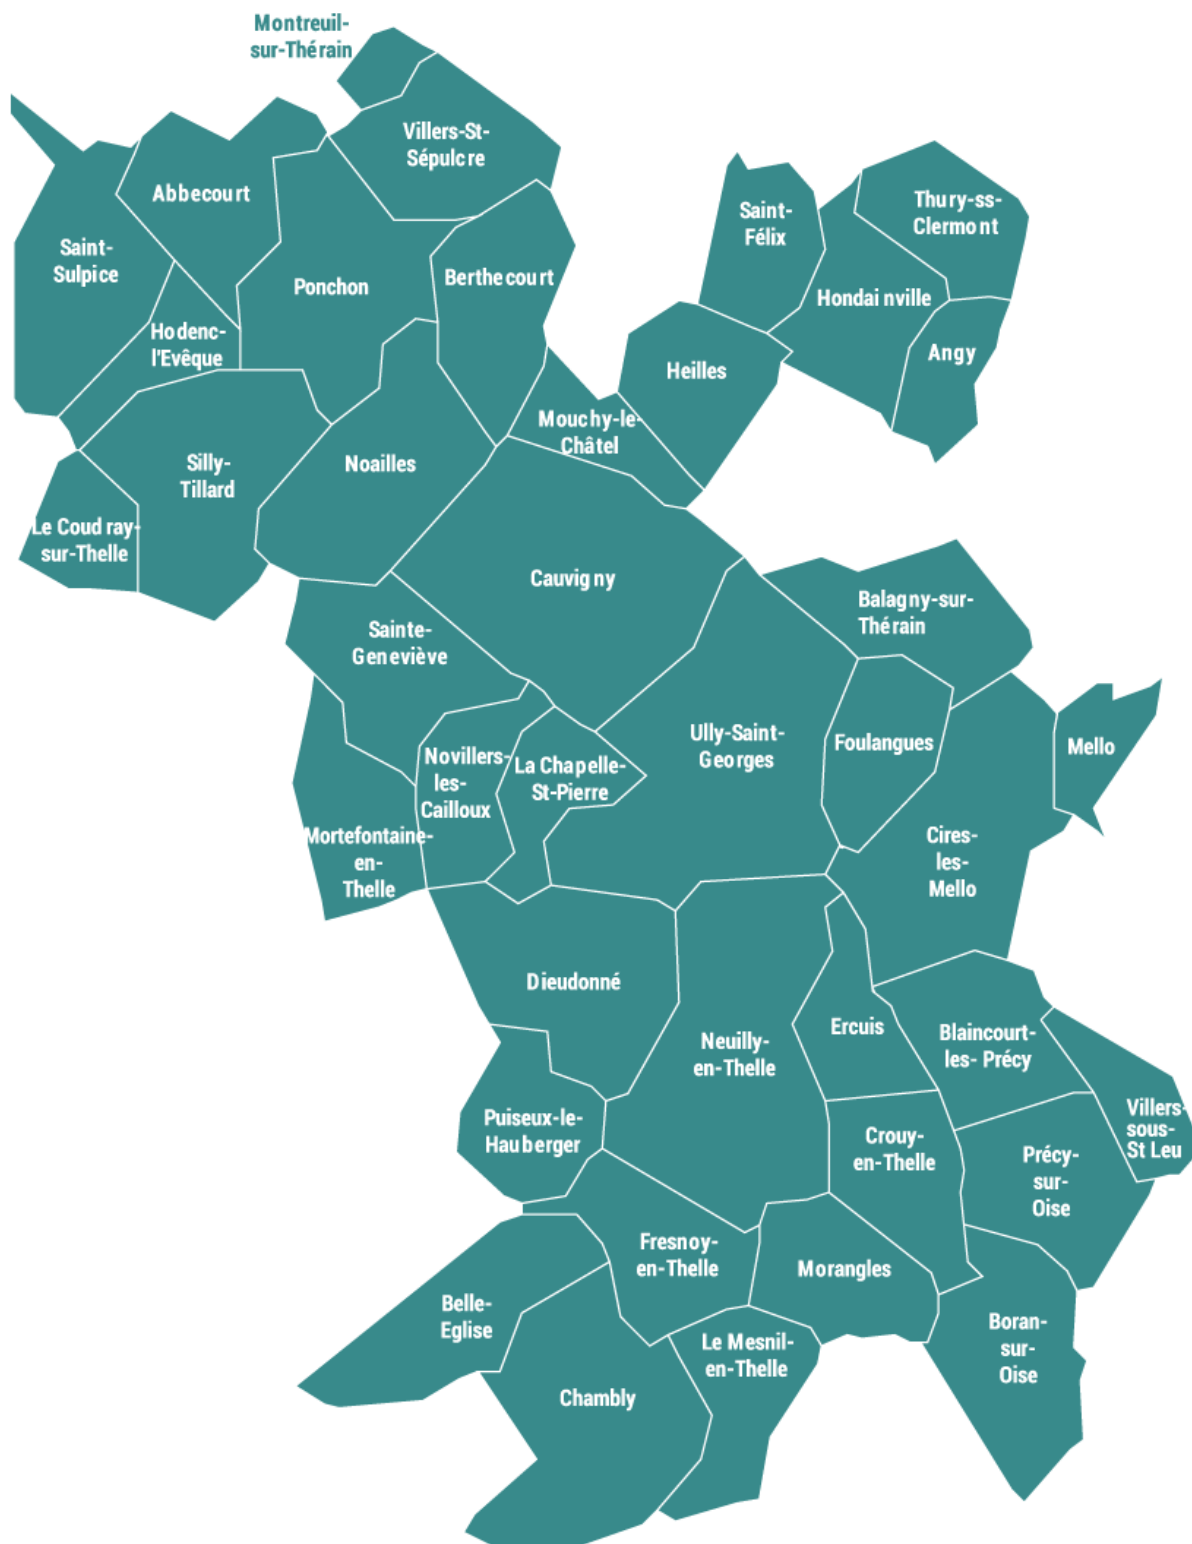 Montreuil-
sur-Thérain
Villers-St-
Sépulcre
Abbecourt
Saint-
Sulpice
Ponchon
Berthecourt
Hodenc-
l'Evêque
Saint-
Félix
Thury-ss-
Clermont
Hondainville
Angy
Heilles
Mouchy-le-
Châtel
Silly-
Tillard
Noailles
Le Coudray-
sur-Thelle
Cauvigny
Balagny-sur-
Thérain
Sainte-
Geneviève
Ully-Saint-
Georges
Foulangues
Mello
Novillers-
les-
Cailloux
La Chapelle-
St-Pierre
Mortefontaine-
en-
Thelle
Cires-
les-
Mello
Dieudonné
Neuilly-
en-Thelle
Ercuis
Blaincourt-
les- Précy
Villers-
sous-
St Leu
Puiseux-le-
Hauberger
Crouy-
en-Thelle
Précy-
sur-
Oise
Fresnoy-
en-Thelle
Morangles
Belle-
Eglise
Le Mesnil-
en-Thelle
Boran-
sur-
Oise
Chambly